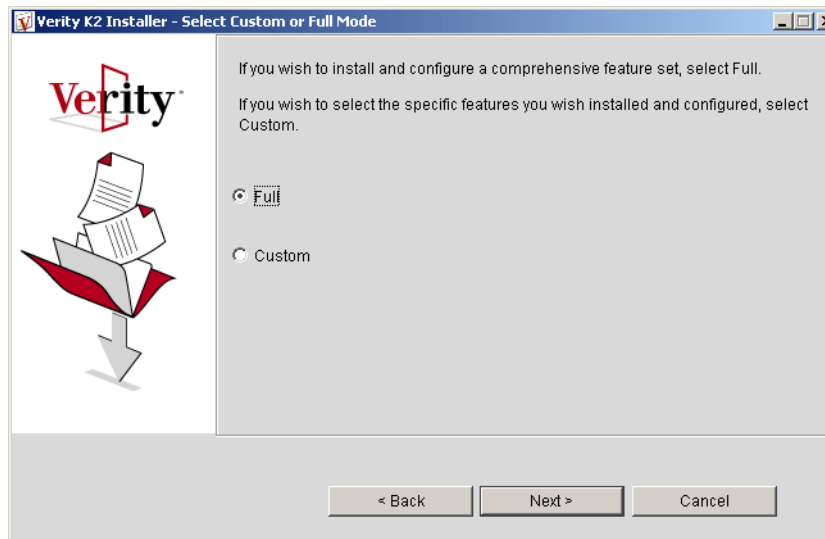 Verity K2 Installer - Select Custom or Full Mode
Verity
If you wish to install and configure a comprehensive feature set, select Full.
If you wish to select the specific features you wish installed and configured, select
Custom.
Full
Custom
< Back
Next >
Cancel